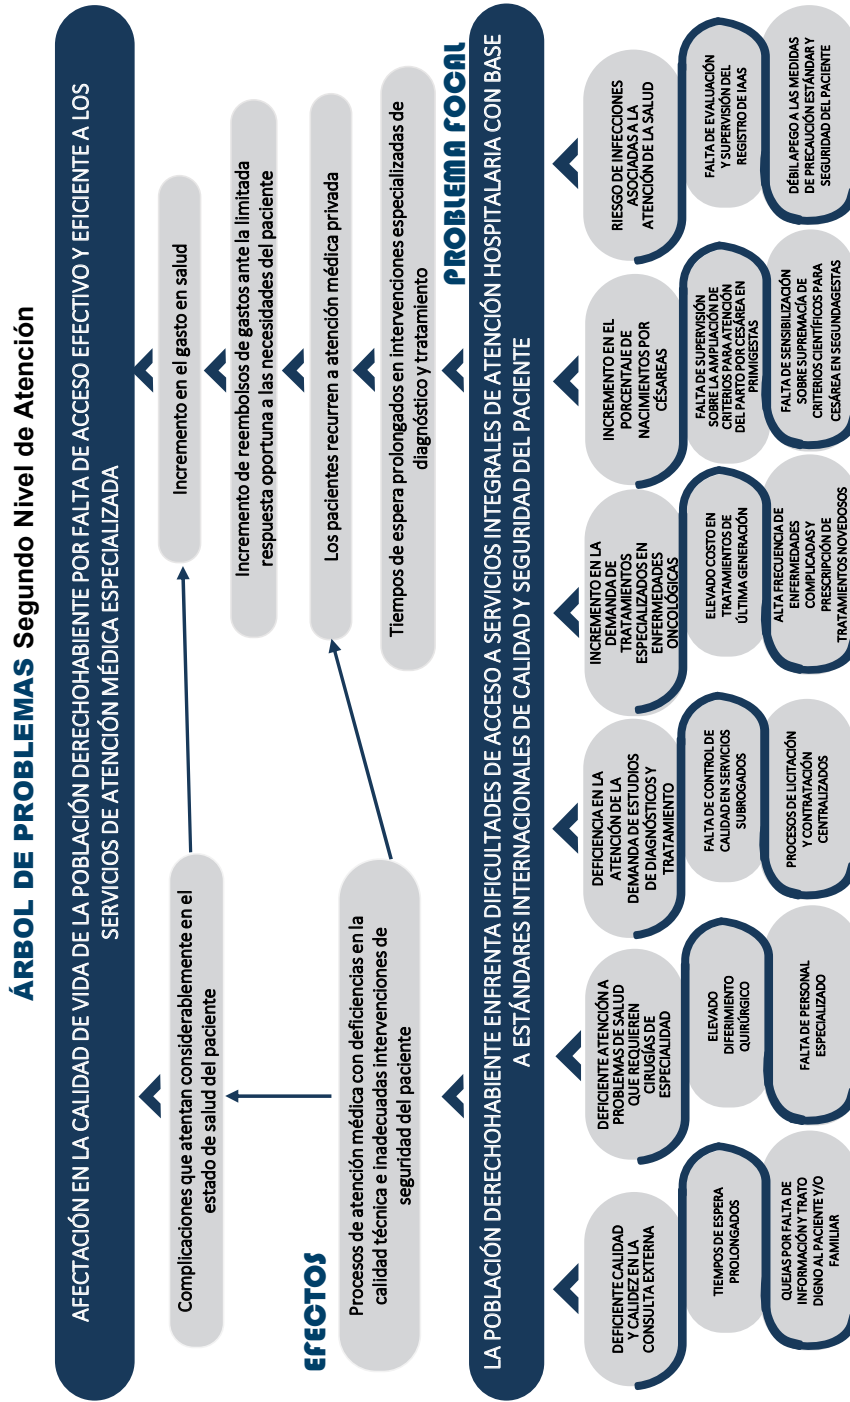 ÁRBOL DE PROBLEMAS Segundo Nivel de Atención
AFECTACIÓN EN LA CALIDAD DE VIDA DE LA POBLACIÓN DERECHOHABIENTE POR FALTA DE ACCESO EFECTIVO Y EFICIENTE A LOS
SERVICIOS DE ATENCIÓN MÉDICA ESPECIALIZADA
Complicaciones que atentan considerablemente en el
estado de salud del paciente
Incremento en el gasto en salud
Incremento de reembolsos de gastos ante la limitada
respuesta oportuna a las necesidades del paciente
EFECTOS
Los pacientes recurren a atención médica privada
Procesos de atención médica con deficiencias en la
calidad técnica e inadecuadas intervenciones de
seguridad del paciente
Tiempos de espera prolongados en intervenciones especializadas de
diagnóstico y tratamiento
PROBLEMA FOCAL
LA POBLACIÓN DERECHOHABIENTE ENFRENTA DIFICULTADES DE ACCESO A SERVICIOS INTEGRALES DE ATENCIÓN HOSPITALARIA CON BASE
A ESTÁNDARES INTERNACIONALES DE CALIDAD Y SEGURIDAD DEL PACIENTE
DEFICIENTE CALIDAD
Y CALIDEZ EN LA
CONSULTA EXTERNA
TIEMPOS DE ESPERA
PROLONGADOS
QUEJAS POR FALTA DE
INFORMACIÓN Y TRATO
DIGNO AL PACIENTE Y/O
FAMILIAR
DEFICIENTE ATENCIÓN A
PROBLEMAS DE SALUD
QUE REQUIEREN
CIRUGÍAS DE
ESPECIALIDAD
ELEVADO
DIFERIMIENTO
QUIRÚRGICO
FALTA DE PERSONAL
ESPECIALIZADO
DEFICIENCIA EN LA
ATENCIÓN DE LA
DEMANDA DE ESTUDIOS
DE DIAGNÓSTICOS Y
TRATAMIENTO
FALTA DE CONTROL DE
CALIDAD EN SERVICIOS
SUBROGADOS
PROCESOS DE LICITACIÓN
Y CONTRATACIÓN
CENTRALIZADOS
INCREMENTO EN LA
DEMANDA DE
TRATAMIENTOS
ESPECIALIZADOS EN
ENFERMEDADES
ONCOLÓGICAS
ELEVADO COSTO EN
TRATAMIENTOS DE
ÚLTIMA GENERACIÓN
ALTA FRECUENCIA DE
ENFERMEDADES
COMPLICADAS Y
PRESCRIPCIÓN DE
TRATAMIENTOS NOVEDOSOS
INCREMENTO EN EL
PORCENTAJE DE
NACIMIENTOS POR
CÉSAREAS
FALTA DE SUPERVISIÓN
SOBRE LA AMPLIACIÓN DE
CRITERIOS PARA ATENCIÓN
DEL PARTO POR CESÁREA EN
PRIMIGESTAS
FALTA DE SENSIBILIZACIÓN
SOBRE SUPREMACÍA DE
CRITERIOS CIENTÍFICOS PARA
CESÁREA EN SEGUNDAGESTAS
RIESGO DE INFECCIONES
ASOCIADAS A LA
ATENCIÓN DE LA SALUD
FALTA DE EVALUACIÓN
Y SUPERVISIÓN DEL
REGISTRO DE IAAS
DÉBIL APEGO A LAS MEDIDAS
DE PRECAUCIÓN ESTÁNDAR Y
SEGURIDAD DEL PACIENTE